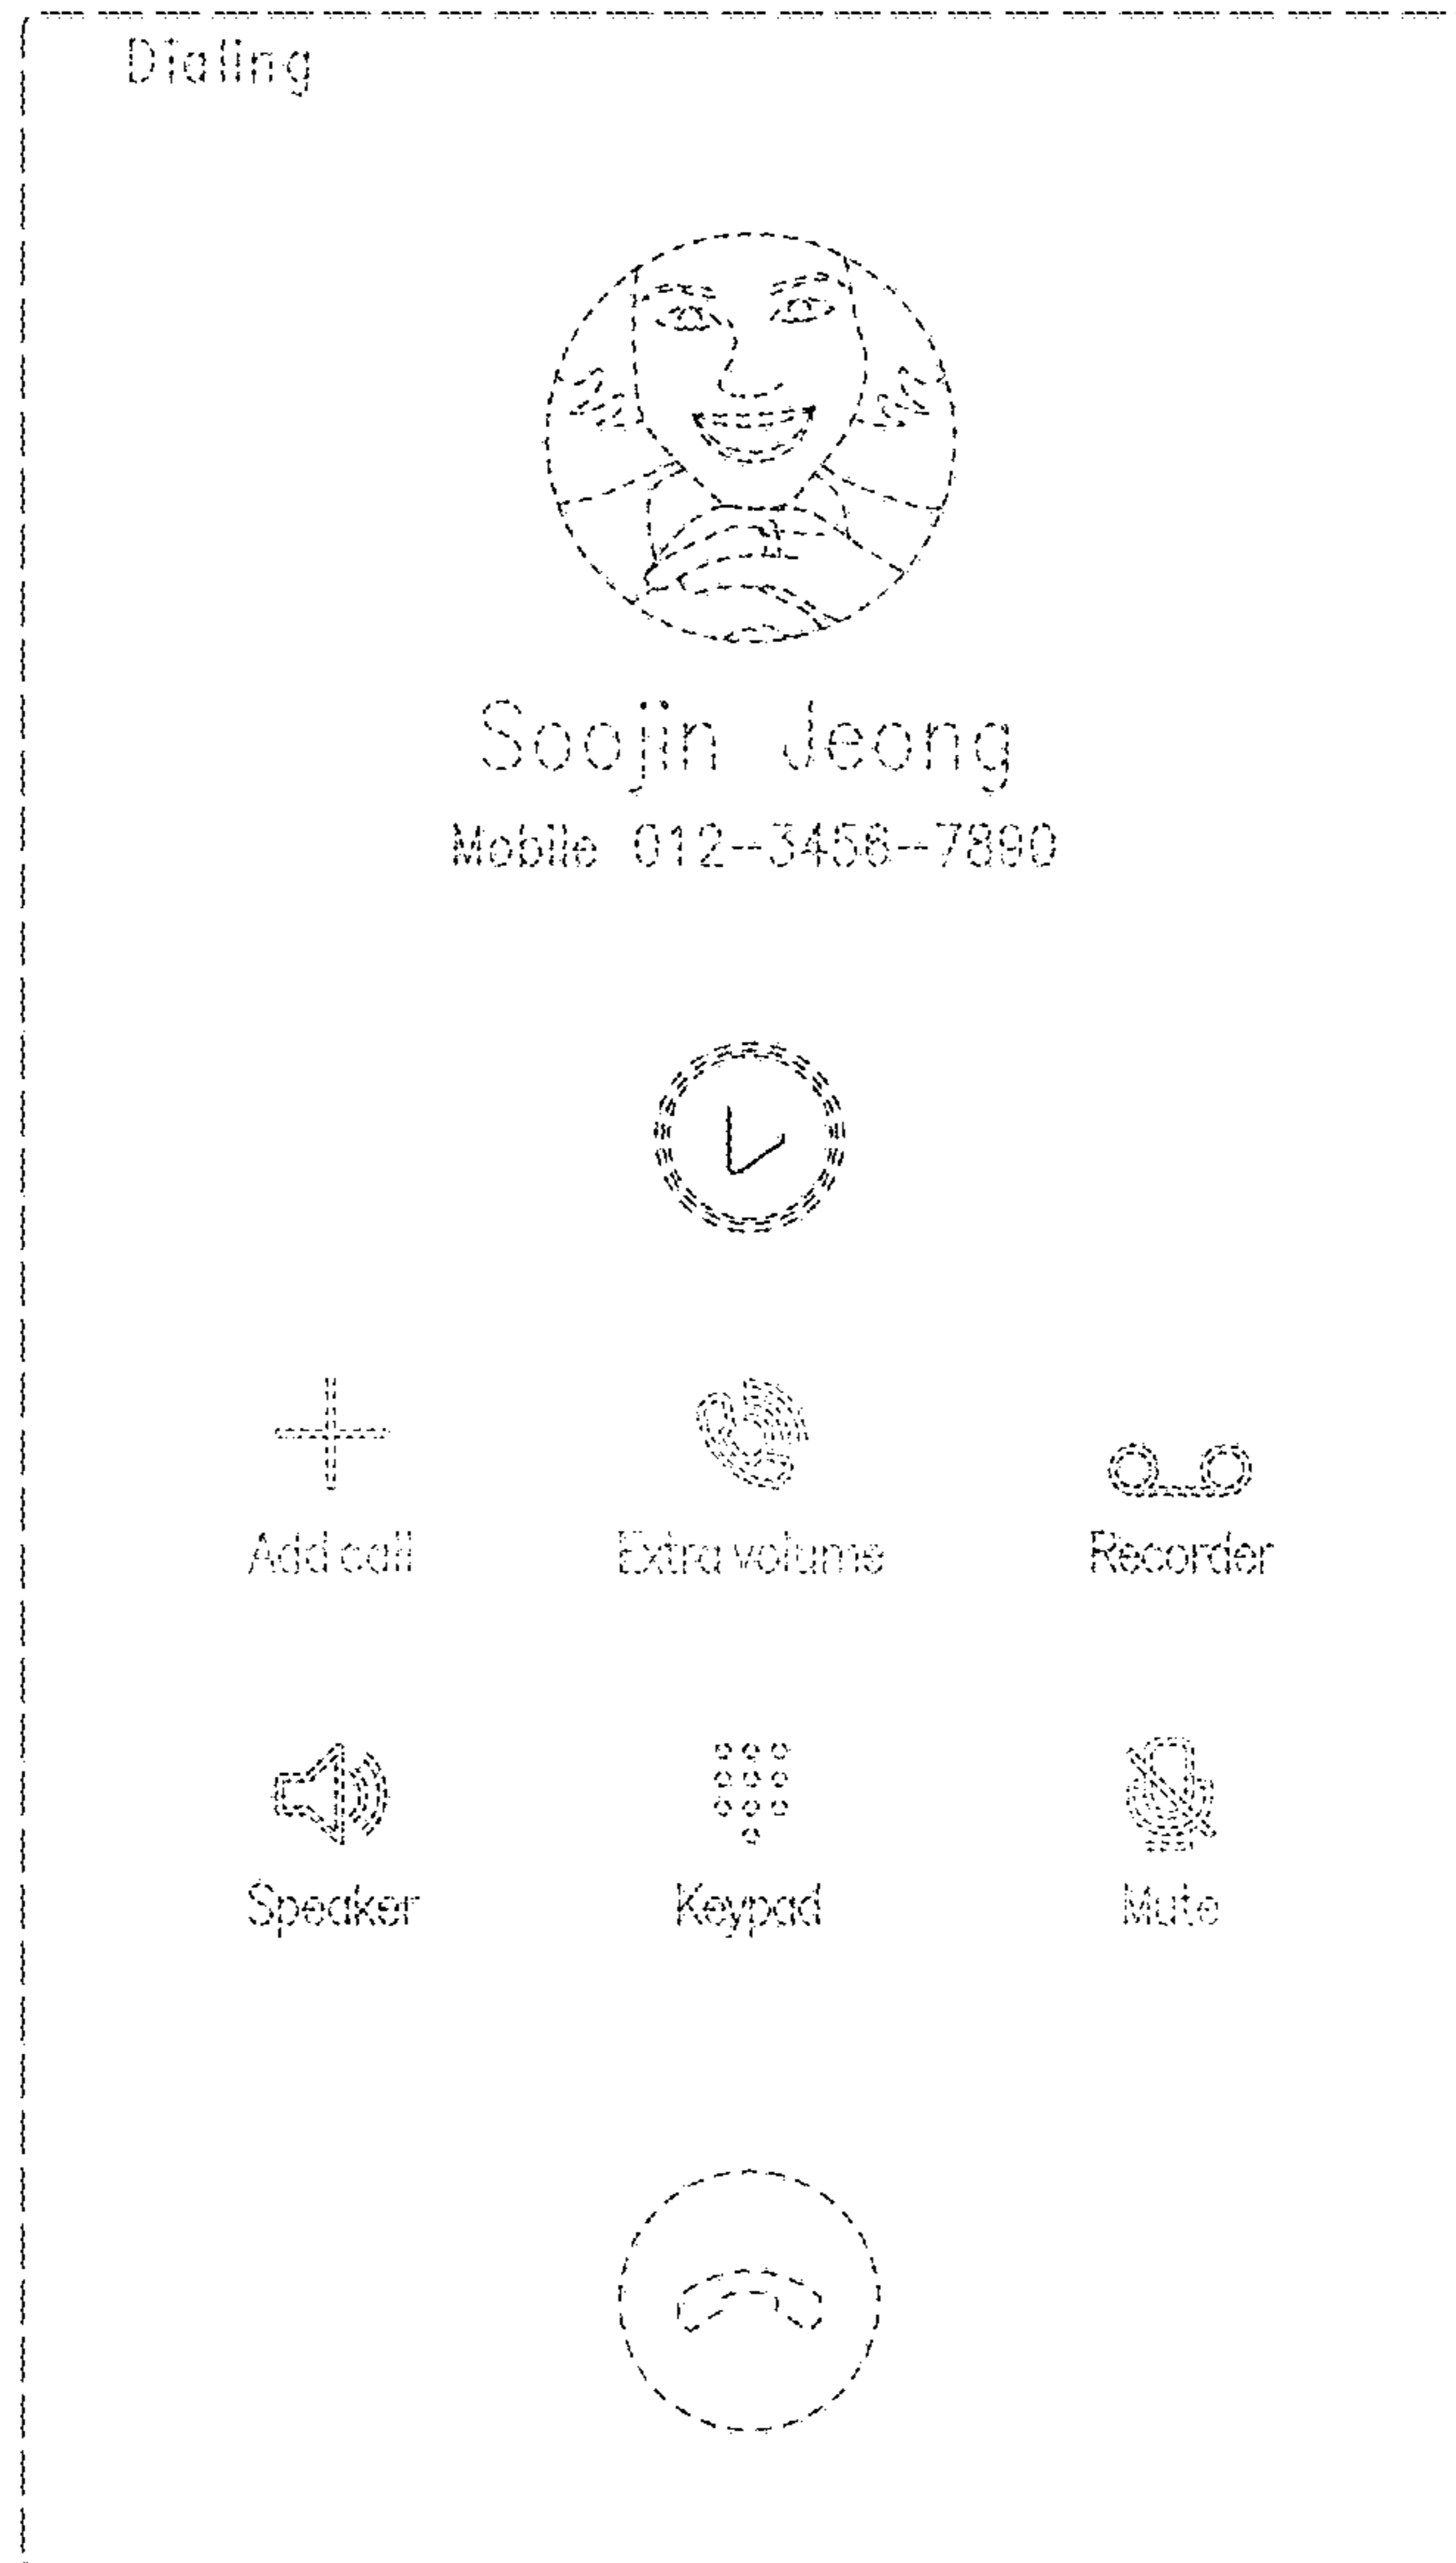 Dialing
Soojin Jeong
Mobile 012-3456-7890
Add call Extra volume Recorder
Speaker Keypad Mute